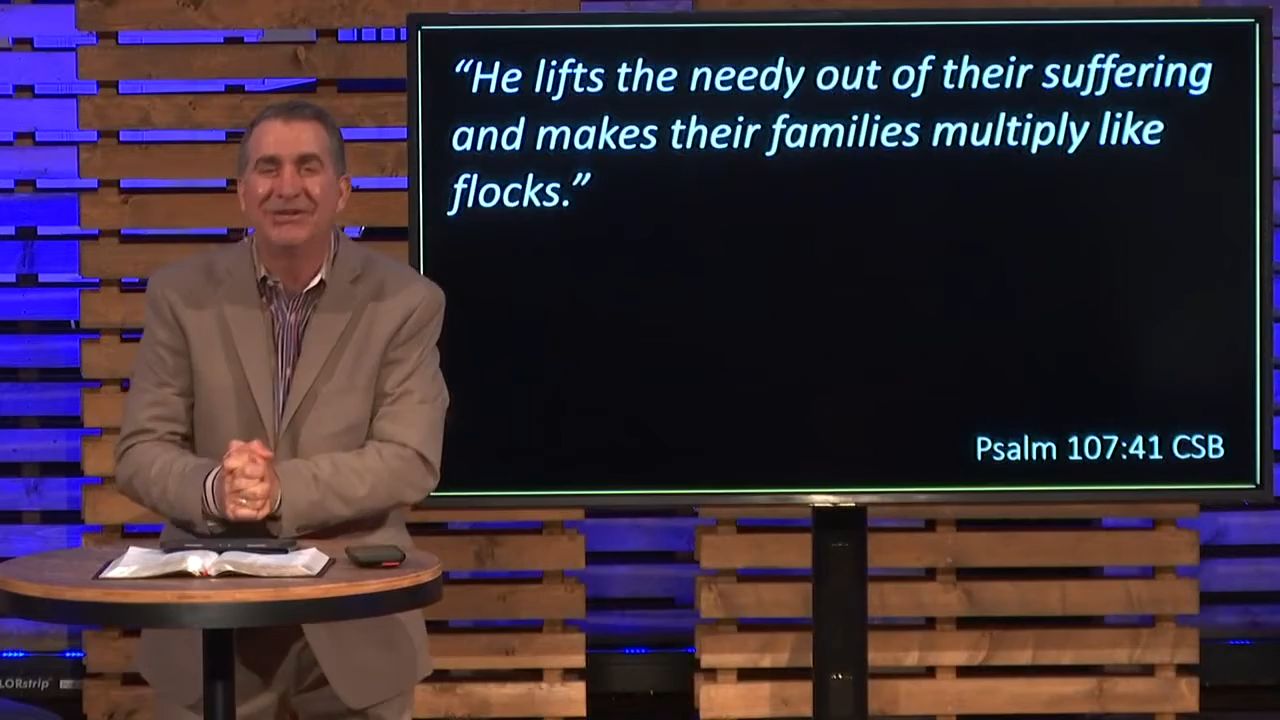 “He lifts the needy out of their suffering
and makes their families multiply like
flocks.”
Psalm 107:41 CSB
LORstrip